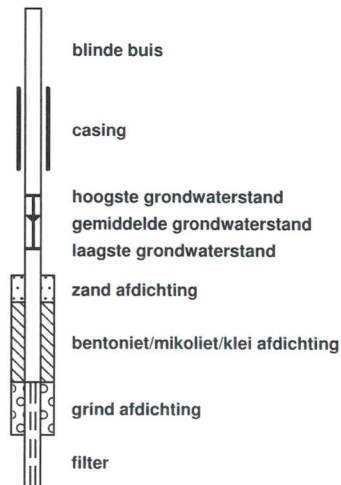 blinde buis
casing
hoogste grondwaterstand
gemiddelde grondwaterstand
laagste grondwaterstand
zand afdichting
bentoniet/mikoliet/klei afdichting
grind afdichting
filter